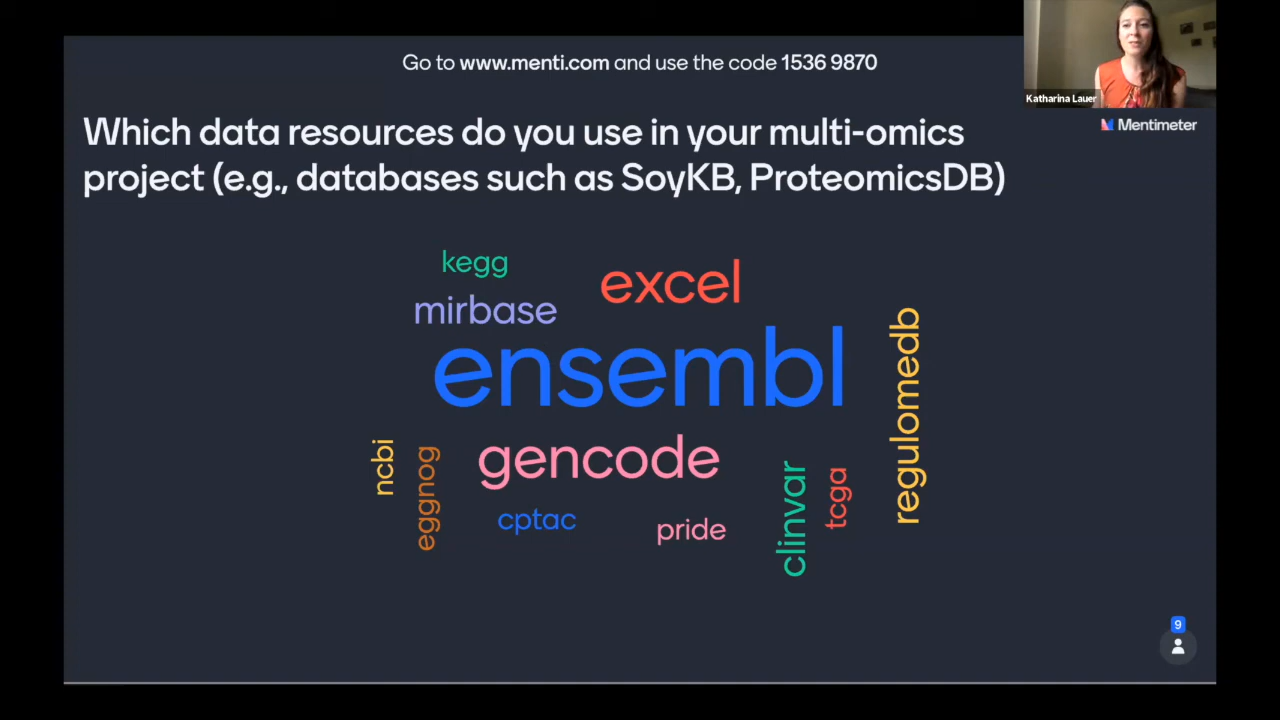 Go to www.menti.com and use the code 1536 9870
Katharina Lauer
Mentimeter
Which data resources do you use in your multi-omics
project (e.g., databases such as SoyKB, ProteomicsDB)
kegg
excel
mirbase
ensembl
regulomedb
ncbi
eggnog
gencode
clinvar
tcga
cptac
pride
9